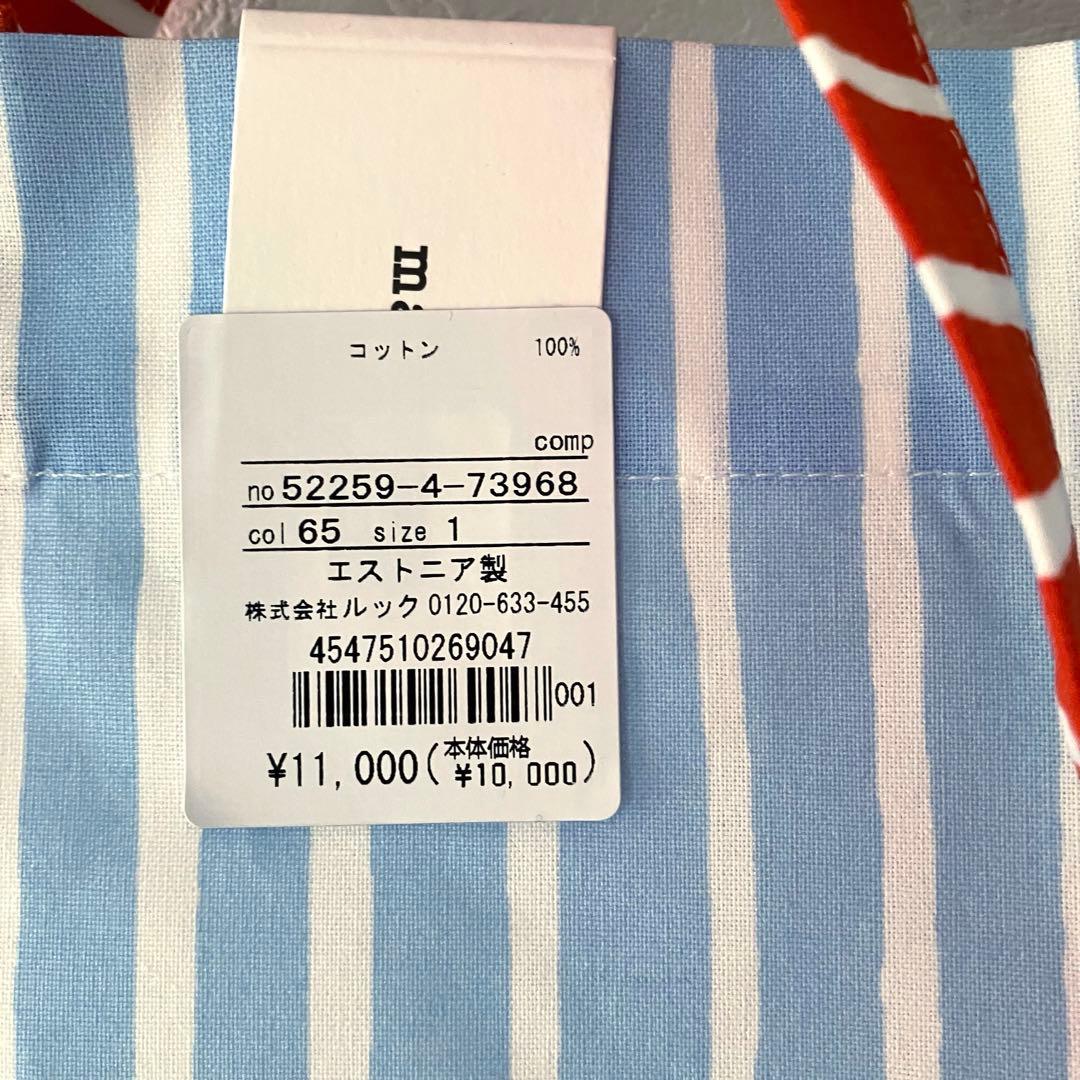 コットン 100%
comp
no 52259-4-73968
col 65 size 1
エストニア製
株式会社ルック 0120-633-455
4547510269047
001
¥11,000(本体価格 ¥10,000)